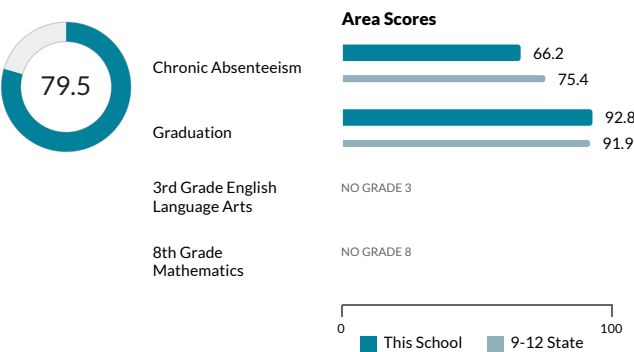 Area Scores
79.5
Chronic Absenteeism
66.2
75.4
Graduation
92.8
91.9
3rd Grade English
Language Arts
NO GRADE 3
8th Grade
Mathematics
NO GRADE 8
0
100
This School
9-12 State